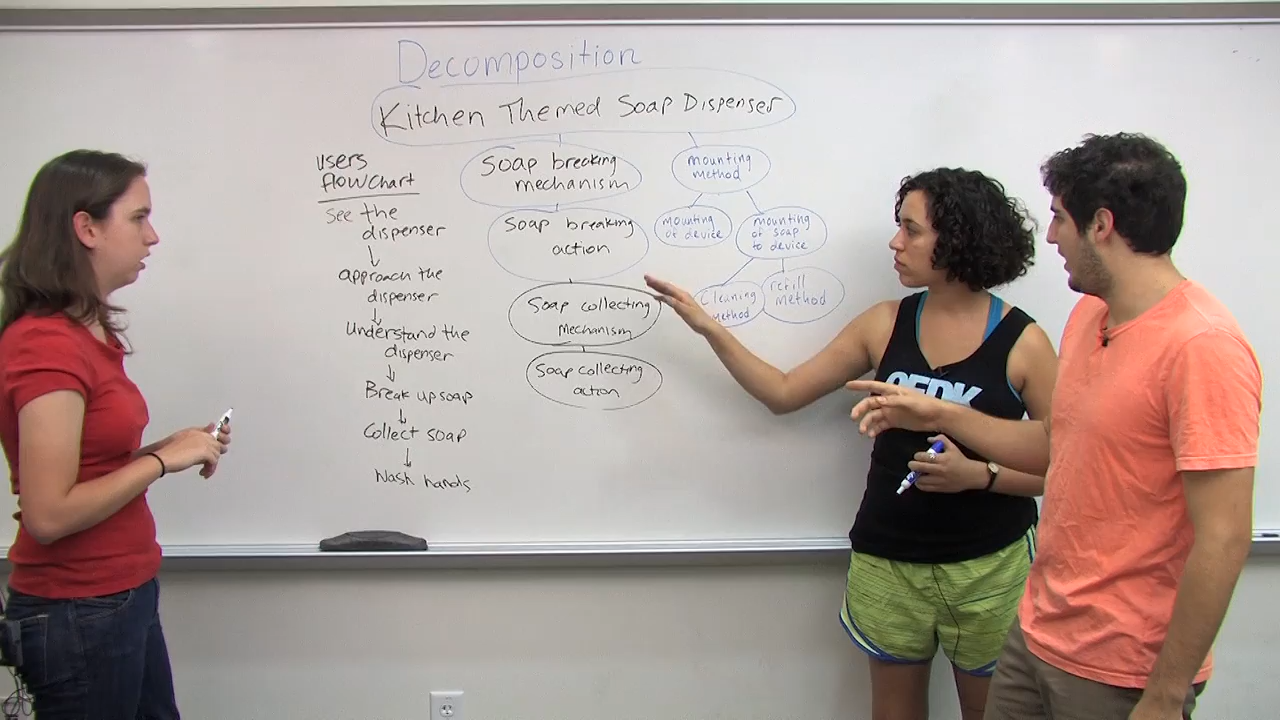 Decomposition
Kitchen Themed Soap Dispenser
users
flowchart
See the
dispenser
approach the
dispenser
Understand the
dispenser
Break up soap
Collect soap
Wash hands
Soap breaking
mechanism
Soap breaking
action
Soap collecting
mechanism
Soap collecting
action
mounting
method
mounting
of device
mounting
of soap
to device
Cleaning
method
refill
method
OEDK